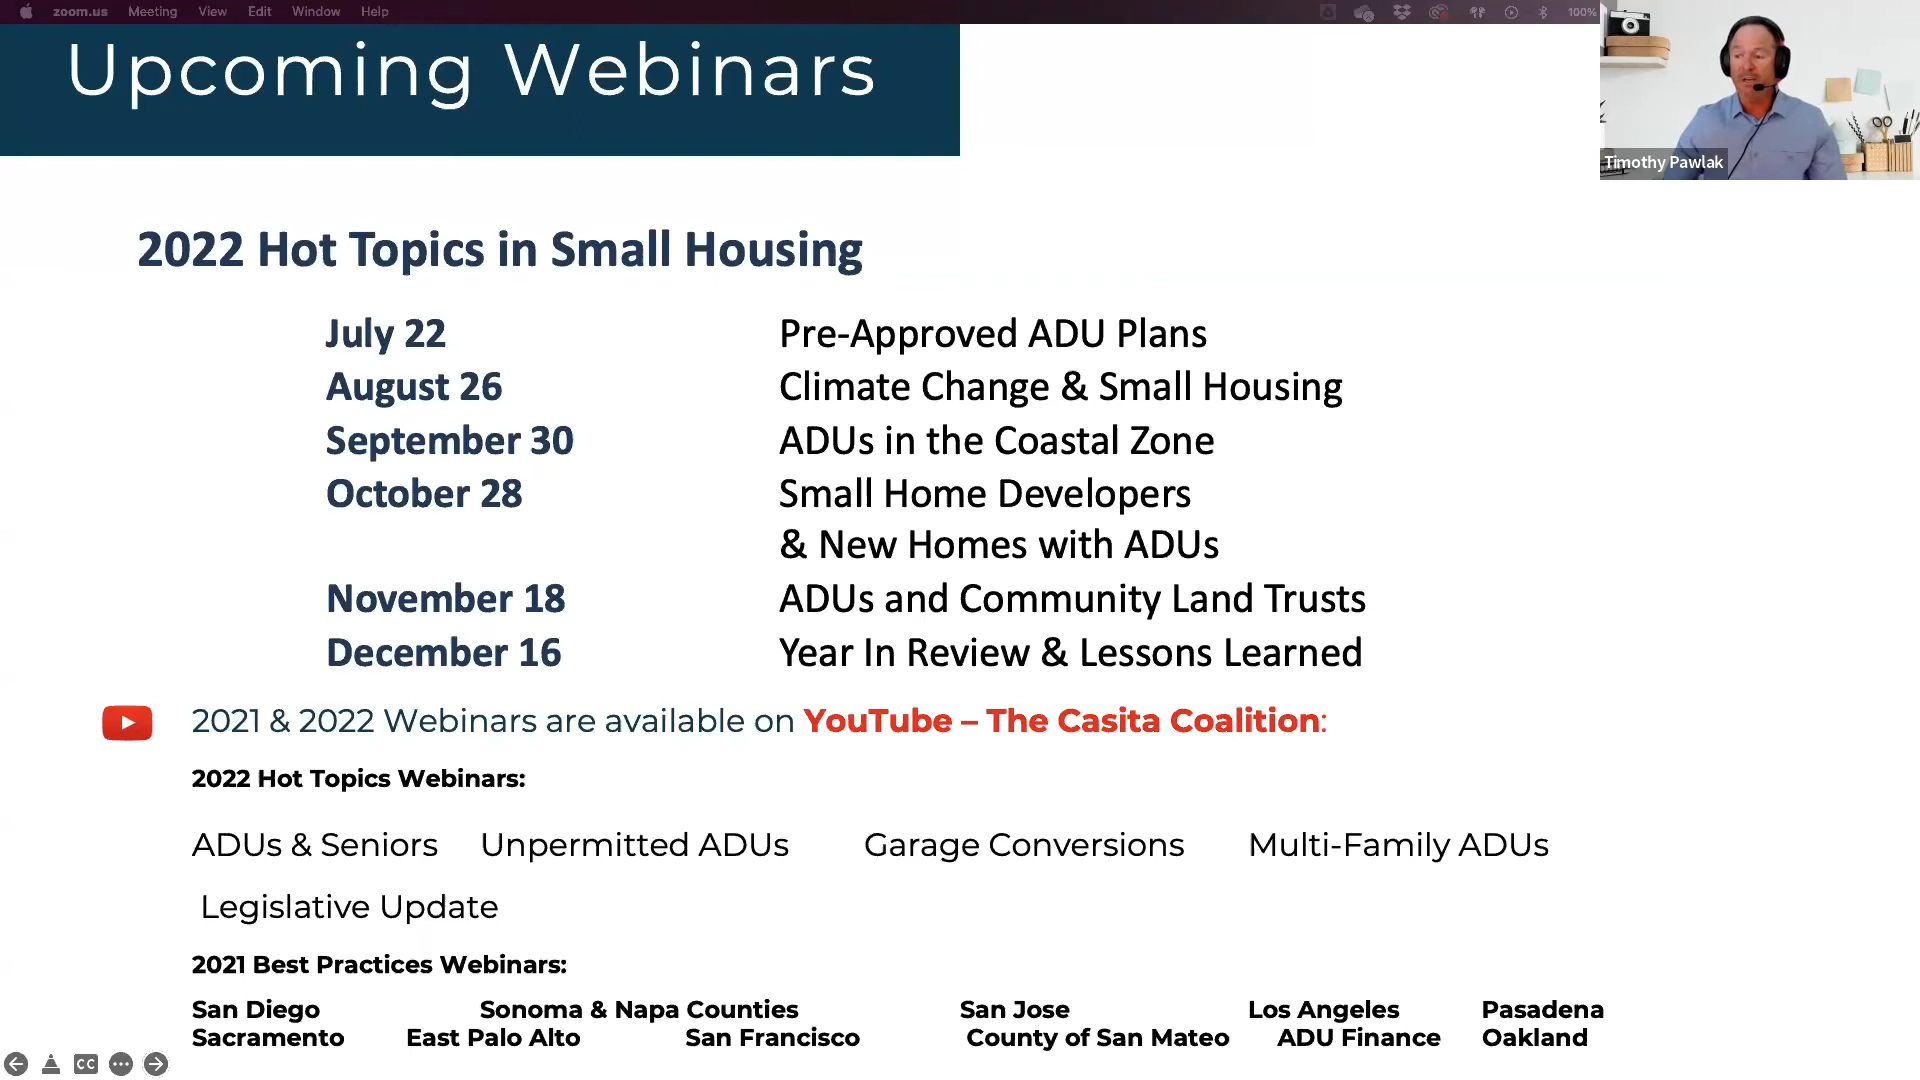 zoom.us Meeting View Edit Window Help 100%
Upcoming Webinars
Timothy Pawlak
2022 Hot Topics in Small Housing
July 22 Pre-Approved ADU Plans
August 26 Climate Change & Small Housing
September 30 ADUs in the Coastal Zone
October 28 Small Home Developers
& New Homes with ADUs
November 18 ADUs and Community Land Trusts
December 16 Year In Review & Lessons Learned
2021 & 2022 Webinars are available on YouTube – The Casita Coalition:
2022 Hot Topics Webinars:
ADUs & Seniors Unpermitted ADUs Garage Conversions Multi-Family ADUs
Legislative Update
2021 Best Practices Webinars:
San Diego Sonoma & Napa Counties San Jose Los Angeles Pasadena
Sacramento East Palo Alto San Francisco County of San Mateo ADU Finance Oakland
CC